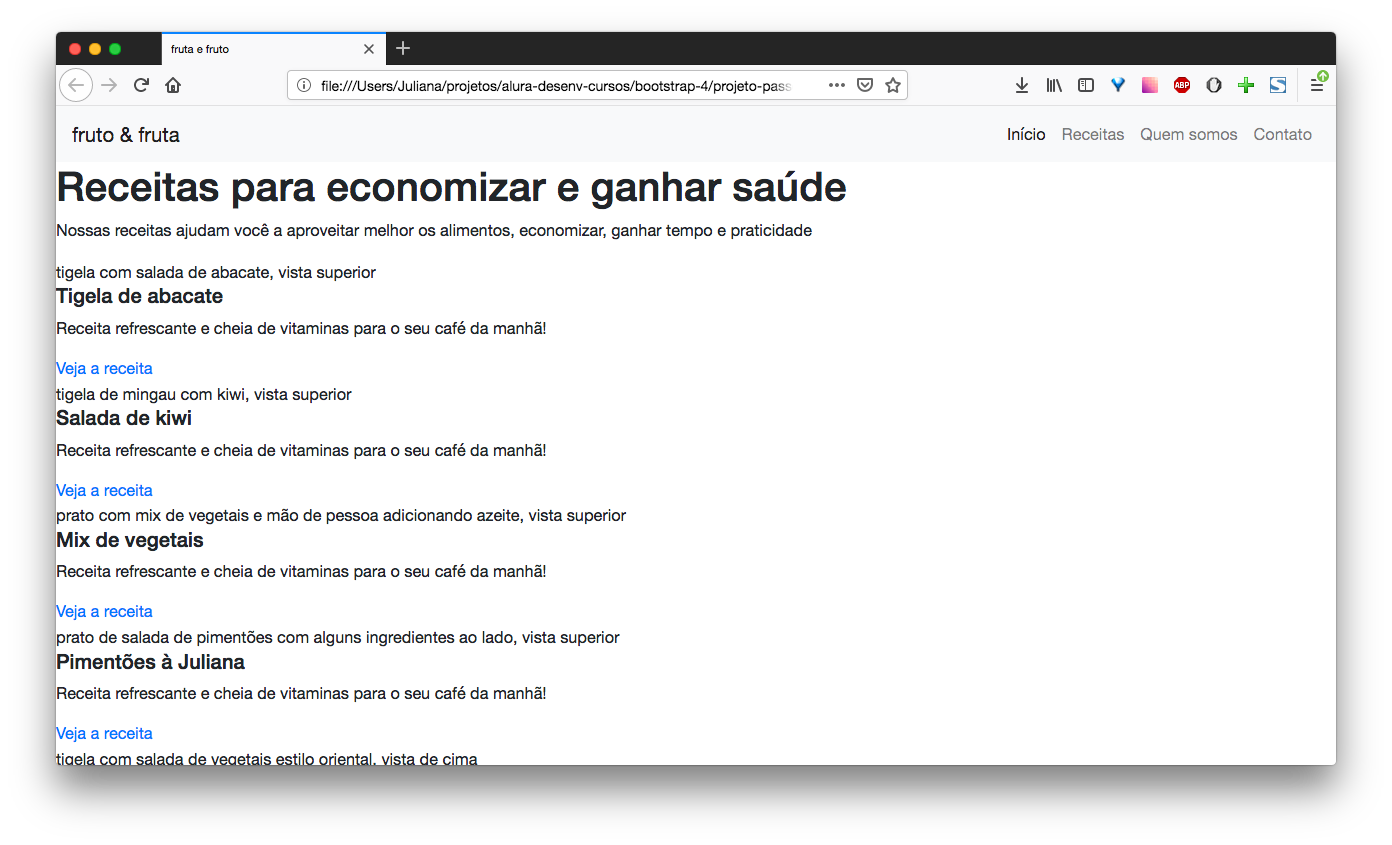 fruta e fruto
file:///Users/Juliana/projetos/alura-desenv-cursos/bootstrap-4/projeto-pass
ABP
fruto & fruta
Início Receitas Quem somos Contato
Receitas para economizar e ganhar saúde
Nossas receitas ajudam você a aproveitar melhor os alimentos, economizar, ganhar tempo e praticidade
tigela com salada de abacate, vista superior
Tigela de abacate
Receita refrescante e cheia de vitaminas para o seu café da manhã!
Veja a receita
tigela de mingau com kiwi, vista superior
Salada de kiwi
Receita refrescante e cheia de vitaminas para o seu café da manhã!
Veja a receita
prato com mix de vegetais e mão de pessoa adicionando azeite, vista superior
Mix de vegetais
Receita refrescante e cheia de vitaminas para o seu café da manhã!
Veja a receita
prato de salada de pimentões com alguns ingredientes ao lado, vista superior
Pimentões à Juliana
Receita refrescante e cheia de vitaminas para o seu café da manhã!
Veja a receita
tigela com salada de vegetais estilo oriental, vista de cima